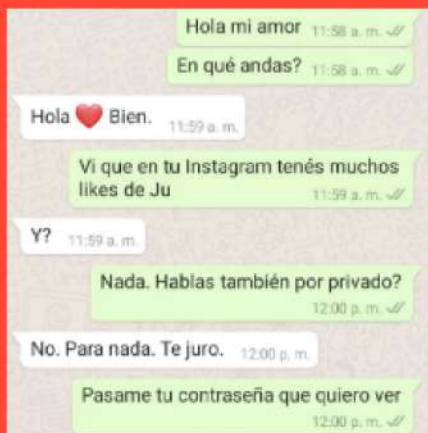 Hola mi amor 11:58 a. m.
En qué andas? 11:58 a. m.
Hola ❤️ Bien. 11:59 a. m.
Vi que en tu Instagram tenés muchos
likes de Ju 11:59 a. m.
Y? 11:59 a. m.
Nada. Hablas también por privado?
12:00 p. m.
No. Para nada. Te juro. 12:00 p. m.
Pasame tu contraseña que quiero ver
12:00 p. m.